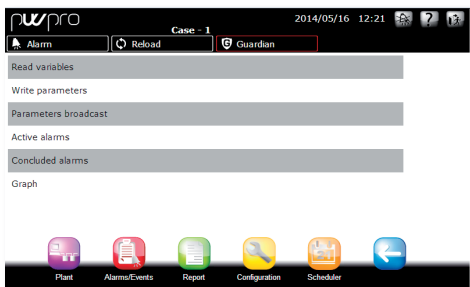 pwpro
Case - 1
2014/05/16 12:21
?
Alarm Reload G Guardian
Read variables
Write parameters
Parameters broadcast
Active alarms
Concluded alarms
Graph
Plant Alarms/Events Report Configuration Scheduler